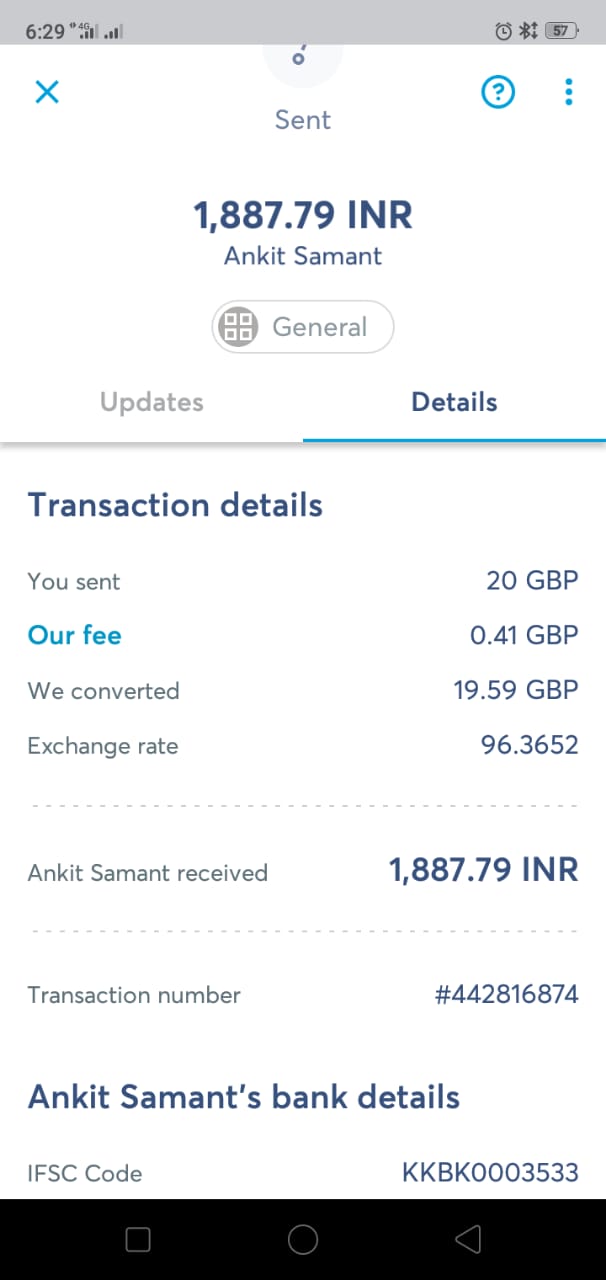 6:29 4G 57
Sent
1,887.79 INR
Ankit Samant
General
Updates Details
Transaction details
You sent 20 GBP
Our fee 0.41 GBP
We converted 19.59 GBP
Exchange rate 96.3652
Ankit Samant received 1,887.79 INR
Transaction number #442816874
Ankit Samant's bank details
IFSC Code KKBK0003533